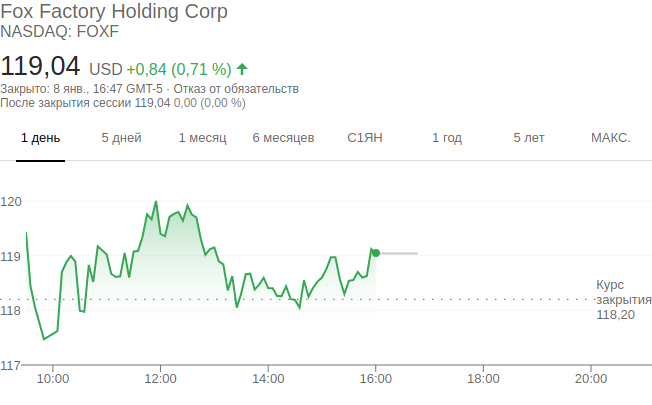 Fox Factory Holding Corp
NASDAQ: FOXF
119,04 USD +0,84 (0,71 %)
Закрыто: 8 янв., 16:47 GMT-5 · Отказ от обязательств
После закрытия сессии 119,04 0,00 (0,00 %)
1 день 5 дней 1 месяц 6 месяцев С1ЯН 1 год 5 лет МАКС.
120
119
118
117
Курс
закрытия
118,20
10:00 12:00 14:00 16:00 18:00 20:00